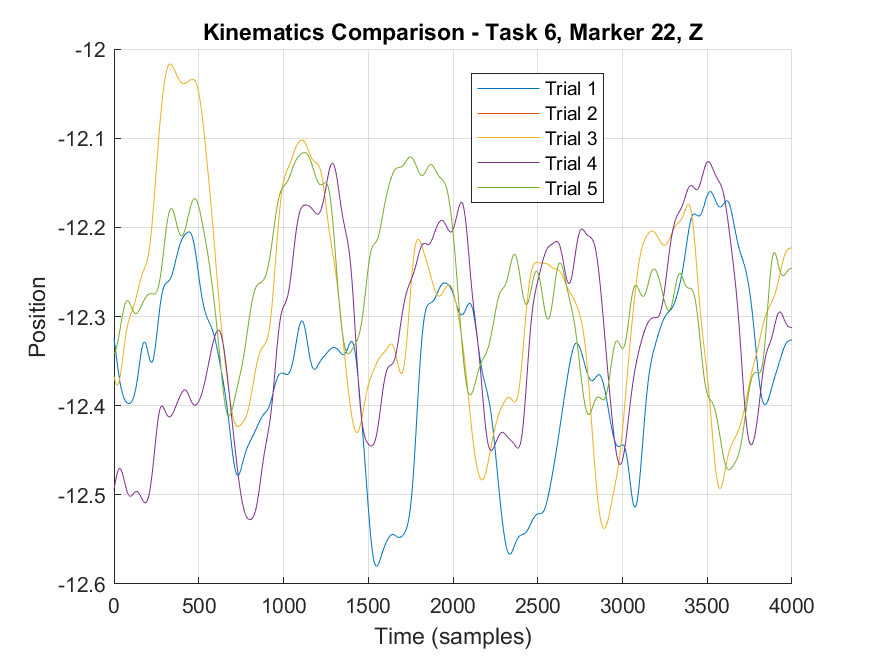 Kinematics Comparison - Task 6, Marker 22, Z
-12
-12.1
-12.2
-12.3
-12.4
-12.5
-12.6
Position
Trial 1
Trial 2
Trial 3
Trial 4
Trial 5
0 500 1000 1500 2000 2500 3000 3500 4000
Time (samples)